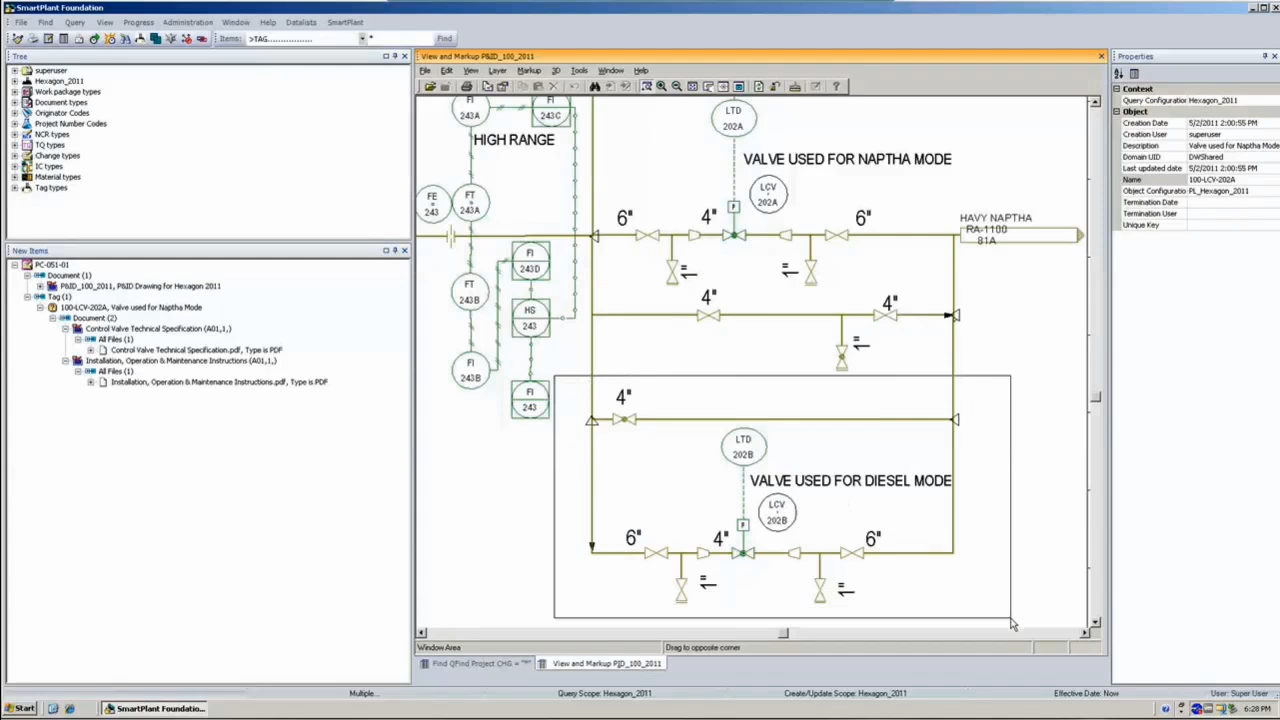 SmartPlant Foundation
File Find Query View Progress Administration Window Help Datalists SmartPlant
Items: >TAG................ * Find
Tree
superuser
Hexagon_2011
Work package types
Document types
Originator Codes
Project Number Codes
NCR types
TQ types
Change types
IC types
Material types
Tag types
New Items
PC-051-01
Document (1)
P&ID_100_2011, P&ID Drawing for Hexagon 2011
Tag (1)
100-LCV-202A, Valve used for Naptha Mode
Document (2)
Control Valve Technical Specification (A01,1,)
All Files (1)
Control Valve Technical Specification.pdf, Type is PDF
Installation, Operation & Maintenance Instructions (A01,1,)
All Files (1)
Installation, Operation & Maintenance Instructions.pdf, Type is PDF
View and Markup P&ID_100_2011
File Edit View Layer Markup 3D Tools Window Help
FI
243A
FI
243C
HIGH RANGE
LTD
202A
VALVE USED FOR NAPTHA MODE
LCV
202A
FE
243
FT
243A
6" 4" 6"
HAVY NAPTHA
RA-1100
81A
FI
243D
1" 1"
FT
243B
4" 4"
HS
243
1"
FI
243B
FI
243
4"
LTD
202B
VALVE USED FOR DIESEL MODE
LCV
202B
6" 4" 6"
1" 1"
Window Area Drag to opposite corner
Find QFind Project CHG = "*" View and Markup PID_100_2011
Properties
Context
Query Configuration Hexagon_2011
Object
Creation Date 5/2/2011 2:00:55 PM
Creation User superuser
Description Valve used for Naptha Mode
Domain UID DWShared
Last updated date 5/2/2011 2:00:55 PM
Name 100-LCV-202A
Object Configuratio PL_Hexagon_2011
Termination Date
Termination User
Unique Key
Multiple... Query Scope: Hexagon_2011 Create/Update Scope: Hexagon_2011 Effective Date: Now User: Super User
Start SmartPlant Foundatio... 6:28 PM